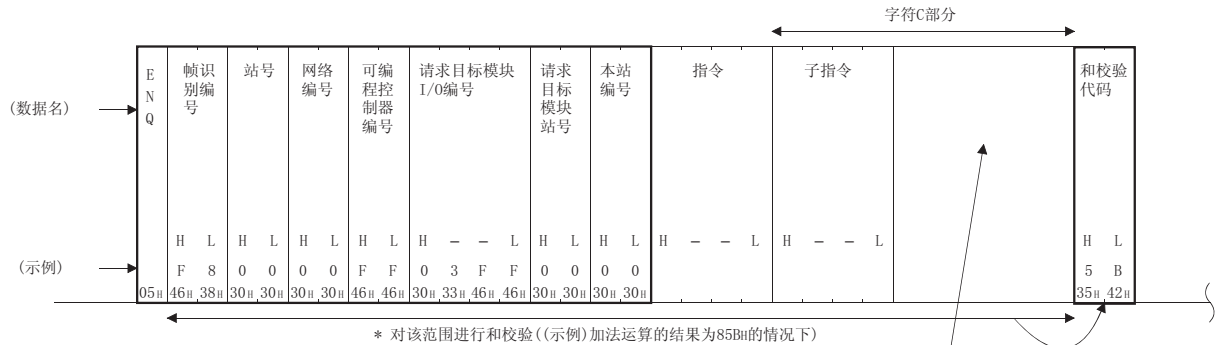 字符C部分
(数据名)
E
N
Q
帧识
别编
号
站号
网络
编号
可编
程控
制器
编号
请求目标模块
I/O编号
请求
目标
模块
站号
本站
编号
指令
子指令
和校验
代码
H L H L H L H L H － － L H L H L H － － L H － － L H L
(示例)
F 8 0 0 0 0 F F 0 3 F F 0 0 0 0 5 B
05H 46H 38H 30H 30H 30H 30H 46H 46H 30H 33H 46H 46H 30H 30H 30H 30H 35H 42H
* 对该范围进行和校验((示例)加法运算的结果为85BH的情况下)